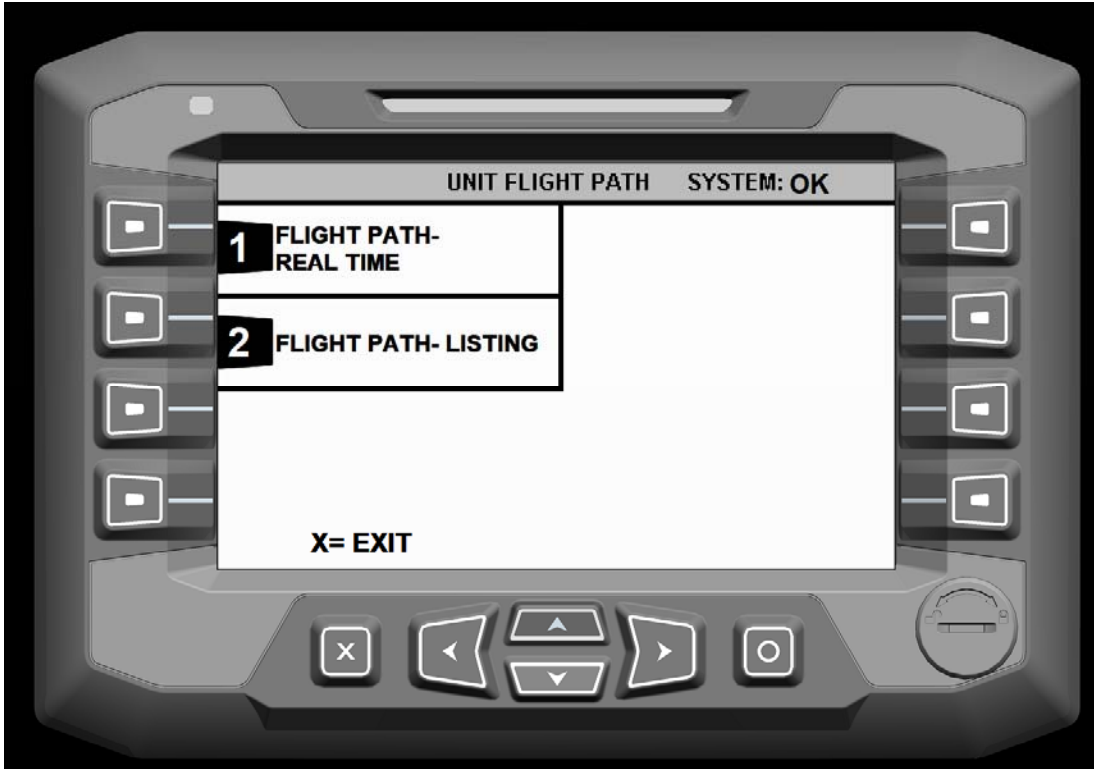 UNIT FLIGHT PATH SYSTEM: OK
1 FLIGHT PATH-
REAL TIME
2 FLIGHT PATH- LISTING
X= EXIT
X